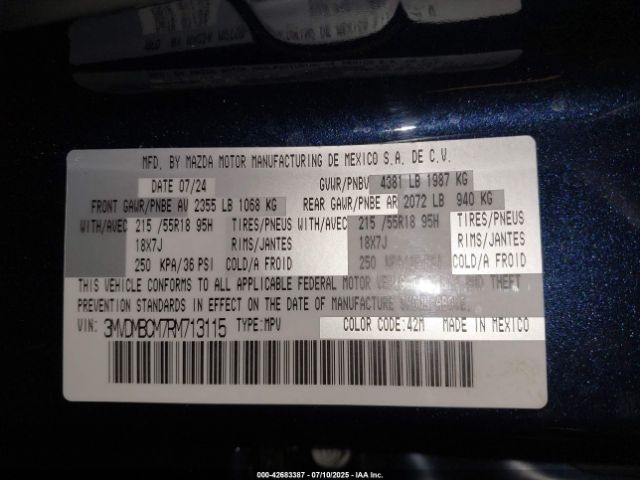 MFD. BY MAZDA MOTOR MANUFACTURING DE MEXICO S.A. DE C.V.
DATE 07/24 GVWR/PNBV 4381 LB 1987 KG
FRONT GAWR/PNBE AV 2355 LB 1068 KG REAR GAWR/PNBE AR 2072 LB 940 KG
WITH/AVEC 215 /55R18 95H TIRES/PNEUS WITH/AVEC 215 /55R18 95H TIRES/PNEUS
18X7J RIMS/JANTES 18X7J RIMS/JANTES
250 KPA/36 PSI COLD/A FROID 250 COLD/A FROID
THIS VEHICLE CONFORMS TO ALL APPLICABLE FEDERAL MOTOR AND THEFT
PREVENTION STANDARDS IN EFFECT ON THE DATE OF MANUFACTURE ABOVE.
VIN: 3MVDMBCM7RM713115 TYPE:MPV COLOR CODE:42M MADE IN MEXICO
000-42683387 - 07/10/2025 - IAA Inc.